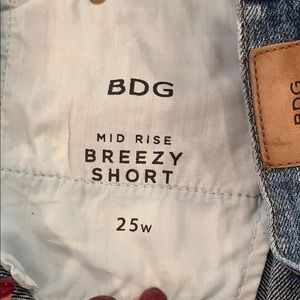 BDG
MID RISE
BREEZY
SHORT
25W
BDG